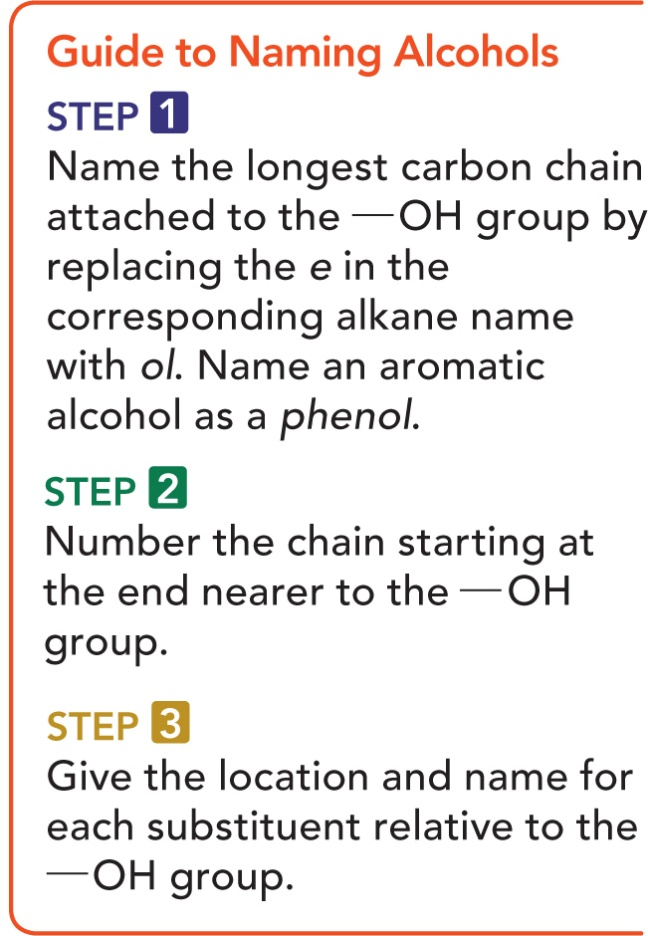 Guide to Naming Alcohols
STEP 1
Name the longest carbon chain
attached to the —OH group by
replacing the e in the
corresponding alkane name
with ol. Name an aromatic
alcohol as a phenol.
STEP 2
Number the chain starting at
the end nearer to the —OH
group.
STEP 3
Give the location and name for
each substituent relative to the
—OH group.